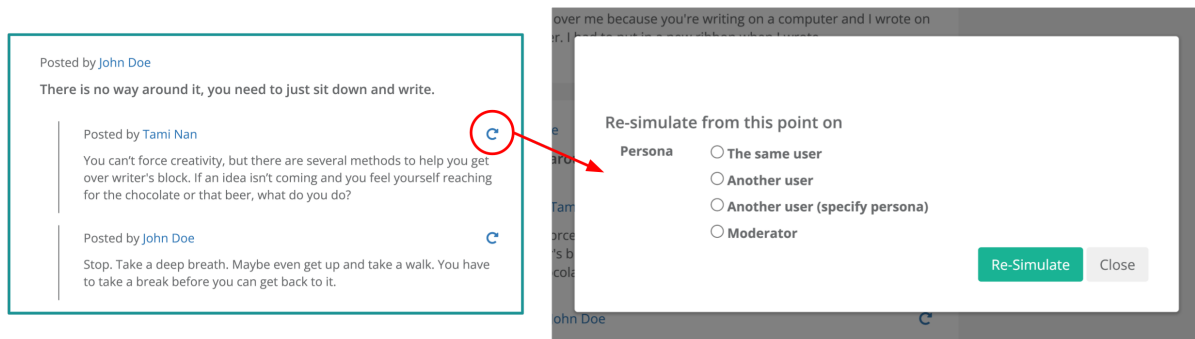 Posted by John Doe
There is no way around it, you need to just sit down and write.
Posted by Tami Nan
You can't force creativity, but there are several methods to help you get
over writer's block. If an idea isn't coming and you feel yourself reaching
for the chocolate or that beer, what do you do?
Posted by John Doe
Stop. Take a deep breath. Maybe even get up and take a walk. You have
to take a break before you can get back to it.
over me because you're writing on a computer and I wrote on
Re-simulate from this point on
Persona
The same user
Another user
Another user (specify persona)
Moderator
Re-Simulate Close
ohn Doe